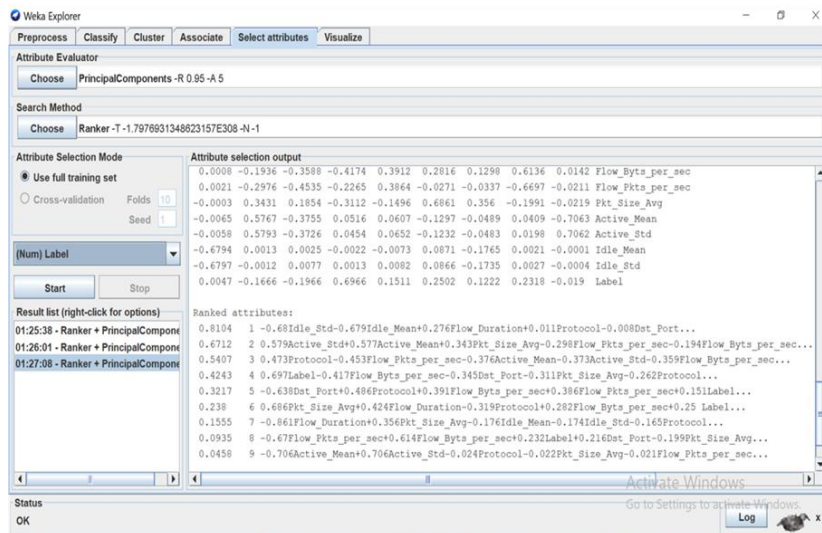 Weka Explorer
Preprocess Classify Cluster Associate Select attributes Visualize
Attribute Evaluator
Choose PrincipalComponents -R 0.95 -A 5
Search Method
Choose Ranker -T -1.7976931348623157E308 -N -1
Attribute Selection Mode
Use full training set
Cross-validation Folds 10
Seed 1
(Num) Label
Start Stop
Result list (right-click for options)
01:25:38 - Ranker + PrincipalCompone
01:26:01 - Ranker + PrincipalCompone
01:27:08 - Ranker + PrincipalCompone
Attribute selection output
0.0008 -0.1936 -0.3588 -0.4174 0.3912 0.2816 0.1298 0.6136 0.0142 Flow_Byts_per_sec
0.0021 -0.2976 -0.4535 -0.2265 0.3864 -0.0271 -0.0337 -0.6697 -0.0211 Flow_Pkts_per_sec
-0.0003 0.3431 0.1854 -0.3112 -0.1496 0.6861 0.356 -0.1991 -0.0219 Pkt_Size_Avg
-0.0065 0.5767 -0.3755 0.0516 0.0607 -0.1297 -0.0489 0.0409 -0.7063 Active_Mean
-0.0058 0.5793 -0.3726 0.0454 0.0652 -0.1232 -0.0483 0.0198 0.7062 Active_Std
-0.6794 0.0013 0.0025 -0.0022 -0.0073 0.0871 -0.1765 0.0021 -0.0001 Idle_Mean
-0.6797 -0.0012 0.0077 0.0013 0.0082 0.0866 -0.1735 0.0027 -0.0004 Idle_Std
0.0047 -0.1666 -0.1966 0.6966 0.1511 0.2502 0.1222 0.2318 -0.019 Label
Ranked attributes:
0.8104 1 -0.68Idle_Std-0.679Idle_Mean+0.276Flow_Duration+0.011Protocol-0.008Dst_Port...
0.6712 2 0.579Active_Std+0.577Active_Mean+0.343Pkt_Size_Avg-0.298Flow_Pkts_per_sec-0.194Flow_Byts_per_sec...
0.5407 3 0.473Protocol-0.453Flow_Pkts_per_sec-0.376Active_Mean-0.373Active_Std-0.359Flow_Byts_per_sec...
0.4243 4 0.697Label-0.417Flow_Byts_per_sec-0.345Dst_Port-0.311Pkt_Size_Avg-0.262Protocol...
0.3217 5 -0.638Dst_Port+0.486Protocol+0.391Flow_Byts_per_sec+0.386Flow_Pkts_per_sec+0.151Label...
0.238 6 0.686Pkt_Size_Avg+0.424Flow_Duration-0.319Protocol+0.282Flow_Byts_per_sec+0.25 Label...
0.1555 7 -0.861Flow_Duration+0.356Pkt_Size_Avg-0.176Idle_Mean-0.174Idle_Std-0.165Protocol...
0.0935 8 -0.67Flow_Pkts_per_sec+0.614Flow_Byts_per_sec+0.232Label+0.216Dst_Port-0.199Pkt_Size_Avg...
0.0458 9 -0.706Active_Mean+0.706Active_Std-0.024Protocol-0.022Pkt_Size_Avg-0.021Flow_Pkts_per_sec...
Activate Windows
Go to Settings to activate Windows.
Status
OK
Log
x